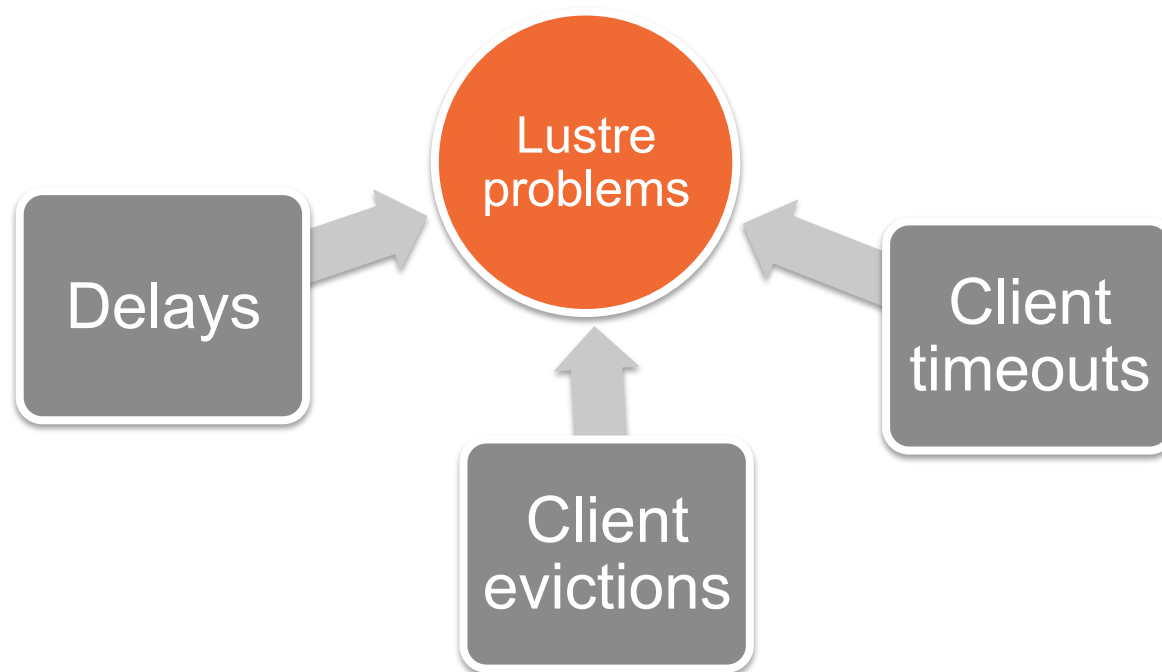 Lustre
problems
Delays
Client
evictions
Client
timeouts